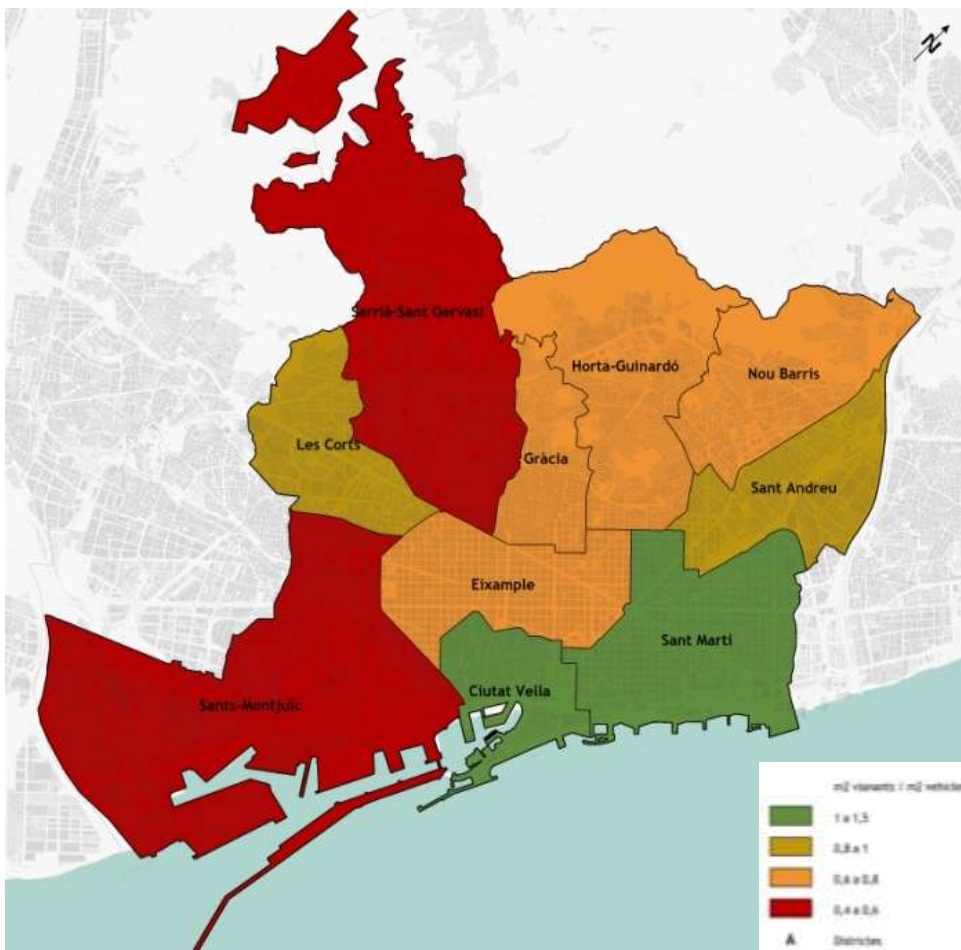 N
Sarrià-Sant Gervasi
Horta-Guinardó
Nou Barris
Les Corts
Gràcia
Sant Andreu
Eixample
Sant Martí
Ciutat Vella
Sants-Montjuïc
m2 vianants / m2 vehicles
1 a 1,5
0,8 a 1
0,6 a 0,8
0,4 a 0,6
A Districtes